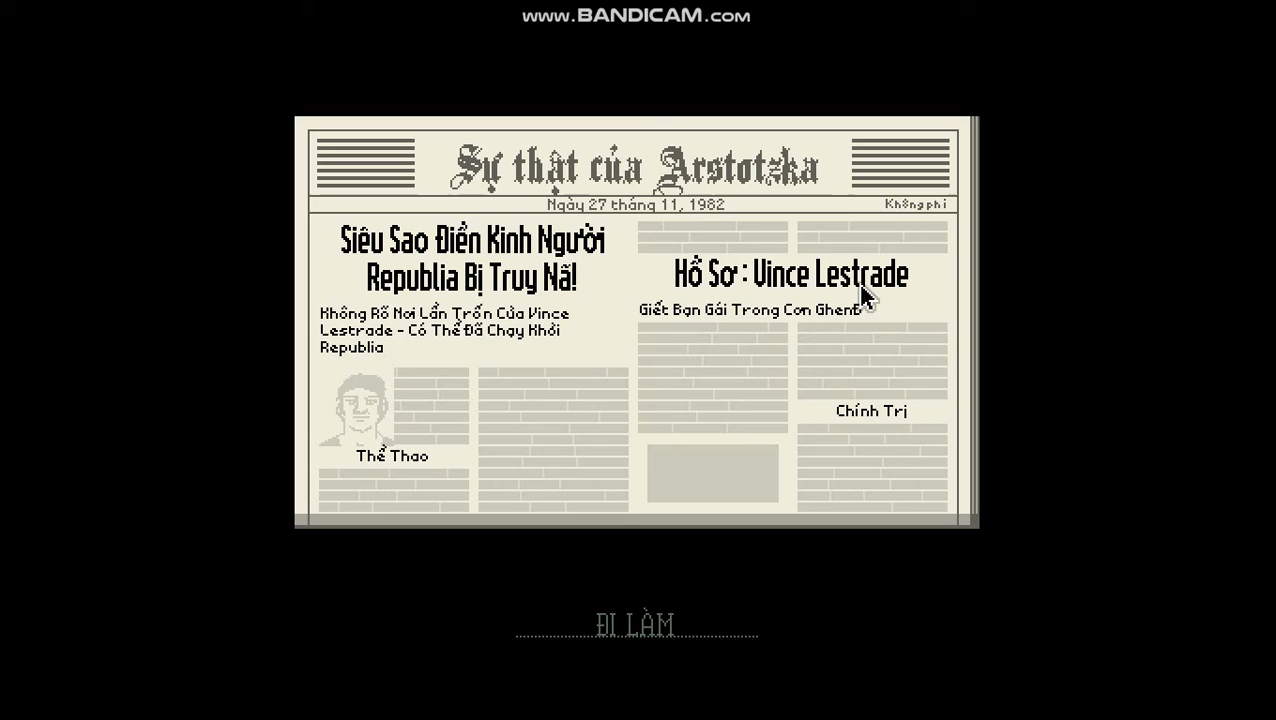 www.BANDICAM.com
Sự thật của Arstotzka
Ngày 27 tháng 11, 1982
Không phí
Siêu Sao Điền Kinh Người
Republia Bị Truy Nã!
Không Rõ Nơi Lẩn Trốn Của Vince
Lestrade - Có Thể Đã Chạy Khỏi
Republia
Thể Thao
Hồ Sơ : Vince Lestrade
Giết Bạn Gái Trong Cơn
Chính Trị
ĐI LÀM